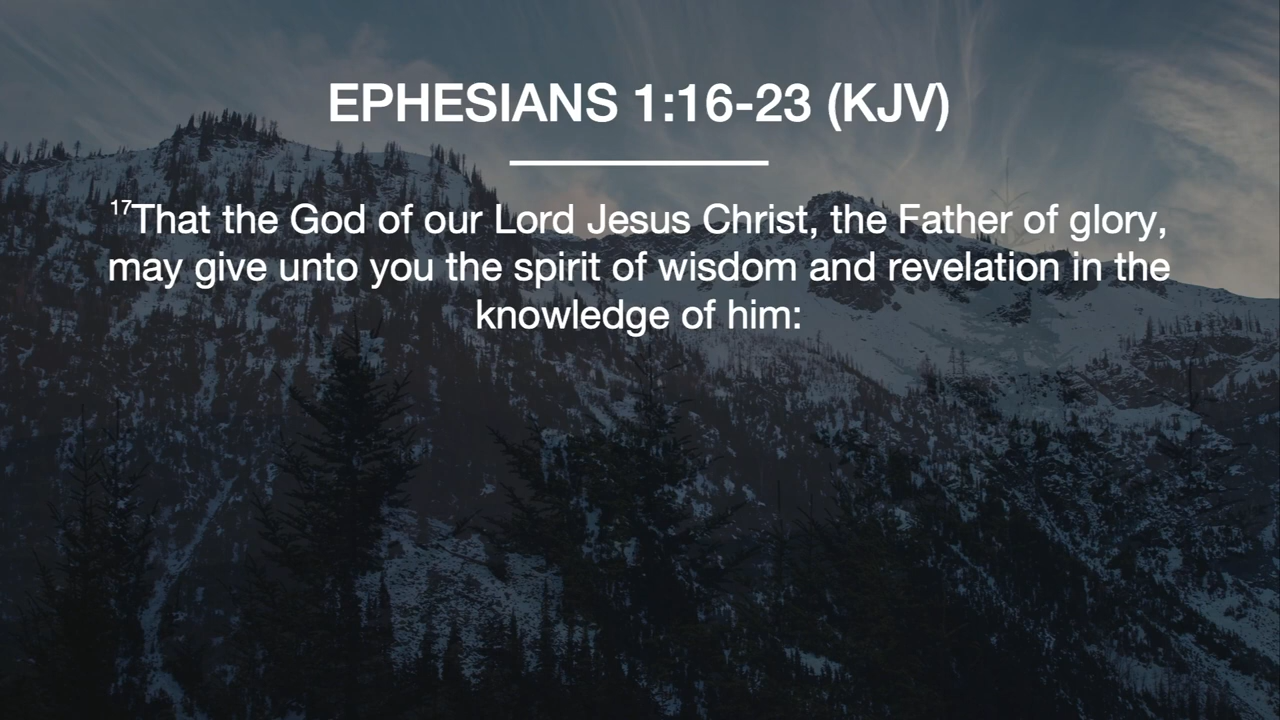 EPHESIANS 1:16-23 (KJV)
17That the God of our Lord Jesus Christ, the Father of glory,
may give unto you the spirit of wisdom and revelation in the
knowledge of him: